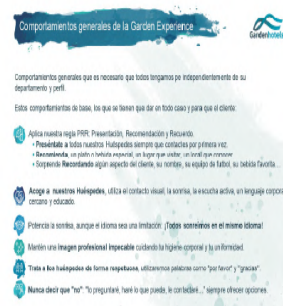 Comportamientos generales de la Garden Experience
Gardenhotels
Comportamientos generales que es necesario que todos tengamos pe independientemente de su
departamento y perfil.
Estos comportamientos de base, los que se tienen que dar en todo caso y para que el cliente:
Aplica nuestra regla PRR: Presentación, Recomendación y Recuerdo.
• Preséntate a todos nuestros Huéspedes siempre que contactes por primera vez.
• Recomienda, un plato o bebida especial, un lugar que visitar, un local que conocer
• Sorprende Recordando algún aspecto del cliente, su nombre, su equipo de futbol, su bebida favorita...
Acoge a nuestros Huéspedes, utiliza el contacto visual, la sonrisa, la escucha activa, un lenguaje corpora
cercano y educado.
Potencia la sonrisa, aunque el idioma sea una limitación: ¡Todos sonreímos en el mismo idioma!
Mantén una imagen profesional impecable cuidando tu higiene corporal y tu uniformedad.
Trata a los huéspedes de forma respetuosa, utilizaremos palabras como "por favor" y "gracias".
Nunca decir que "no": "lo preguntaré, haré lo que pueda, le contactaré..." siempre ofrecer opciones.